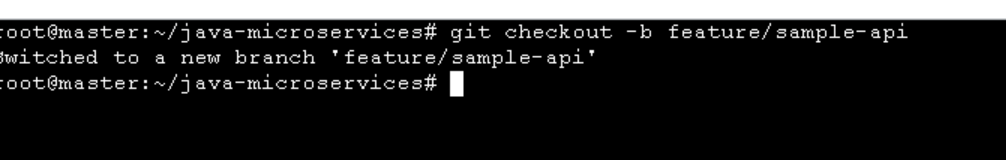 root@master:~/java-microservices# git checkout -b feature/sample-api
Switched to a new branch 'feature/sample-api'
root@master:~/java-microservices#